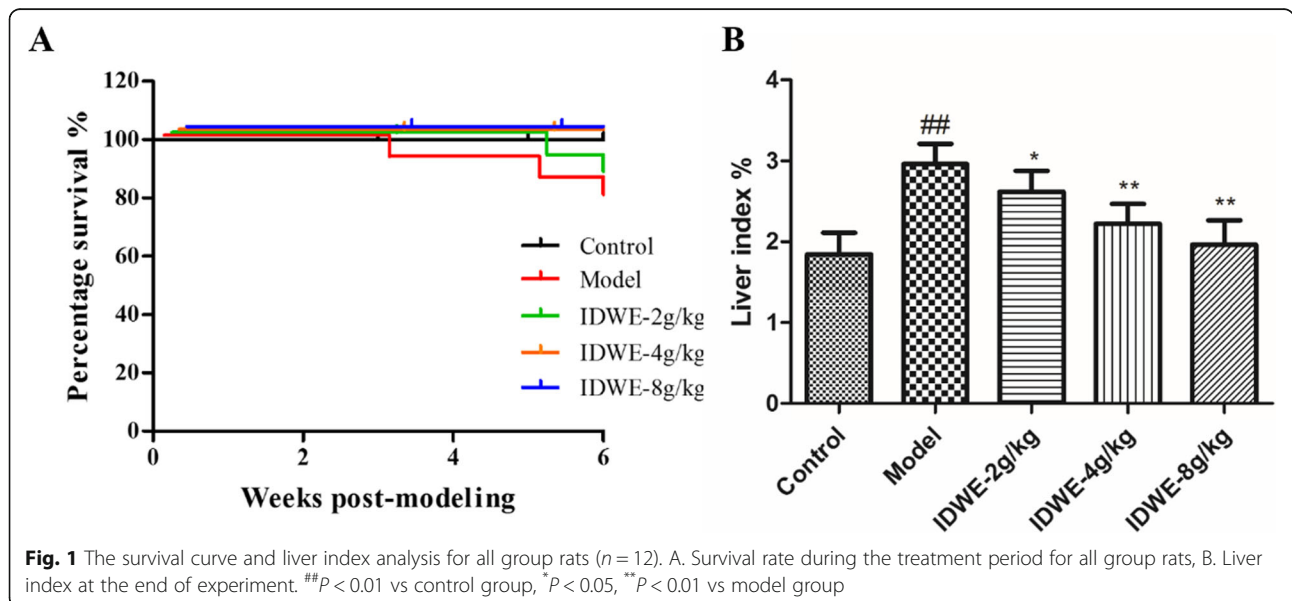 A
Percentage survival %
120
100
80
60
40
20
0
0 2 4 6
Weeks post-modeling
Control
Model
IDWE-2g/kg
IDWE-4g/kg
IDWE-8g/kg
B
Liver index %
4
3
2
1
0
##
*
**
**
Control
Model
IDWE-2g/kg
IDWE-4g/kg
IDWE-8g/kg
Fig. 1 The survival curve and liver index analysis for all group rats (n = 12). A. Survival rate during the treatment period for all group rats, B. Liver
index at the end of experiment. ##P < 0.01 vs control group, *P < 0.05, **P < 0.01 vs model group